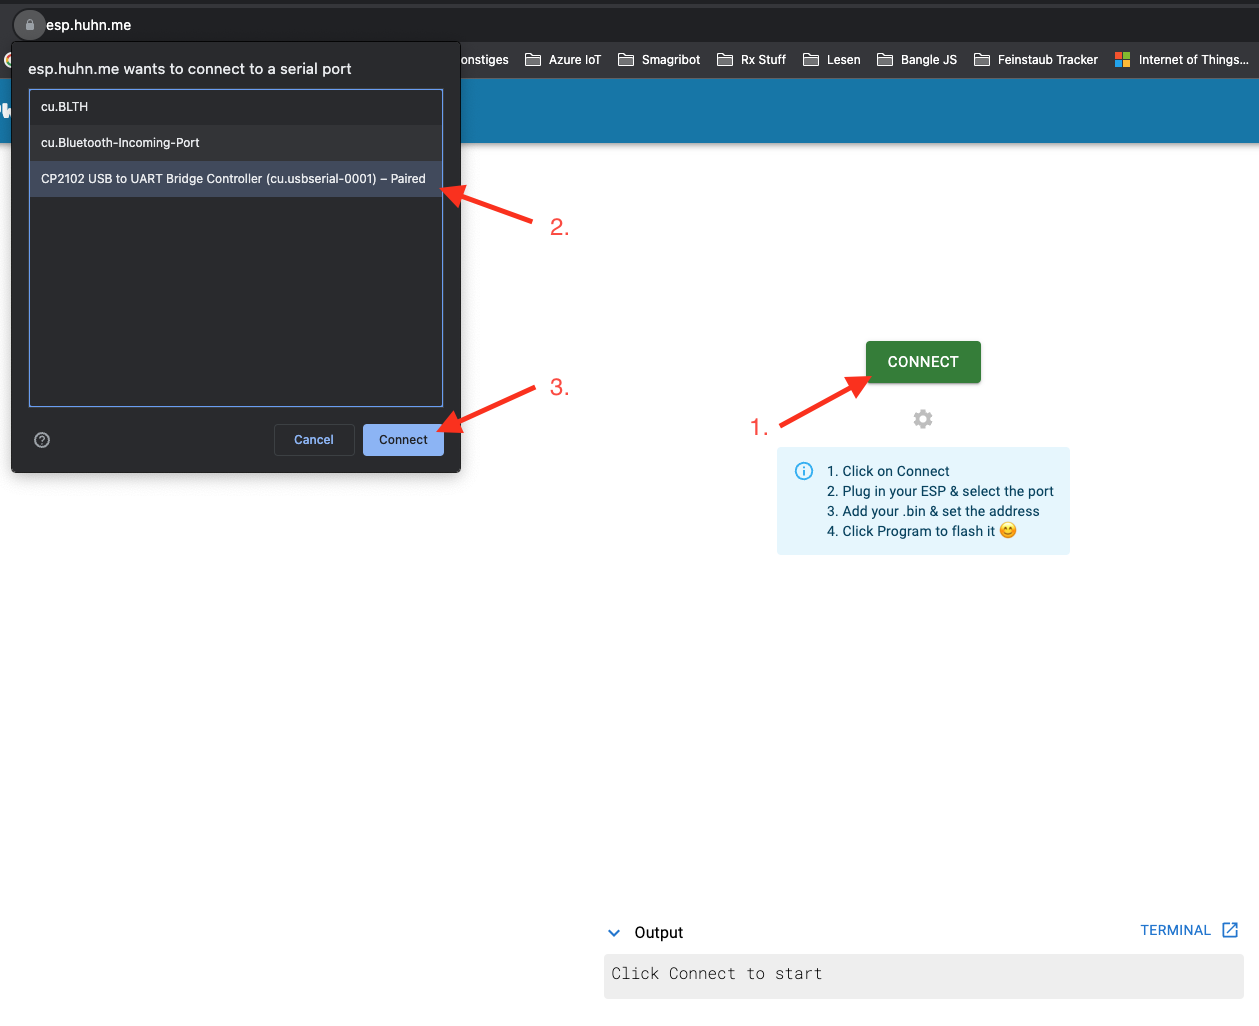 esp.huhn.me
onstiges Azure IoT Smagribot Rx Stuff Lesen Bangle JS Feinstaub Tracker Internet of Things...
esp.huhn.me wants to connect to a serial port
cu.BLTH
cu.Bluetooth-Incoming-Port
CP2102 USB to UART Bridge Controller (cu.usbserial-0001) – Paired
2.
CONNECT
3.
1.
Cancel Connect
1. Click on Connect
2. Plug in your ESP & select the port
3. Add your .bin & set the address
4. Click Program to flash it 😊
Output
TERMINAL
Click Connect to start